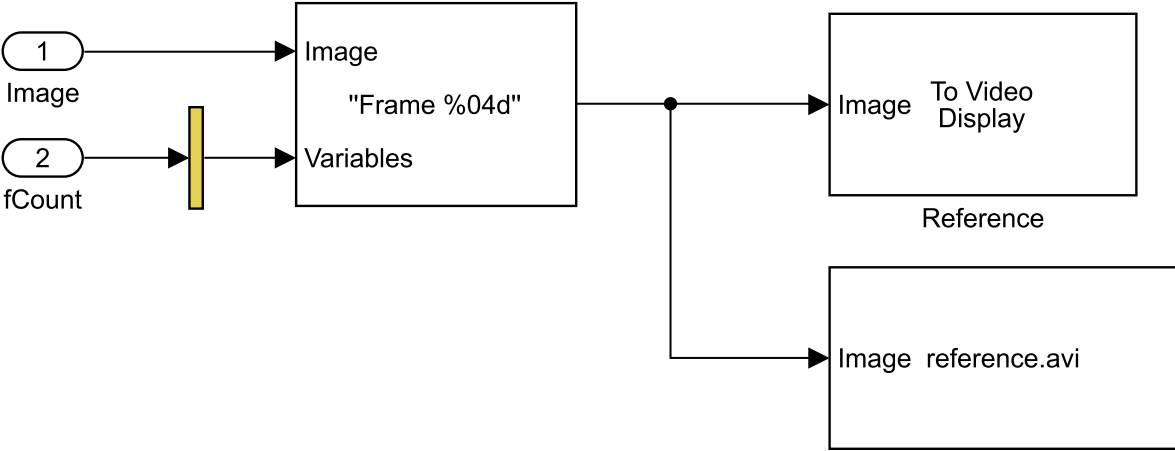 1
Image
2
fCount
Image
"Frame %04d"
Variables
Image
To Video
Display
Reference
Image
reference.avi